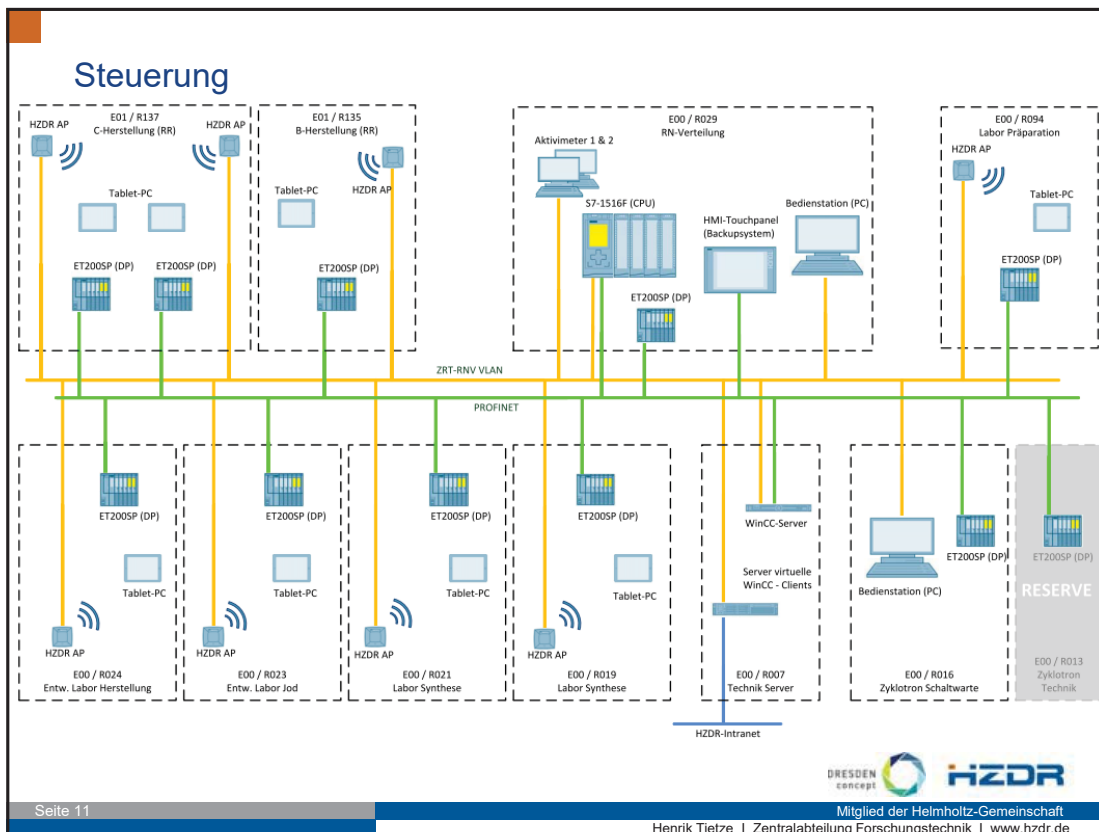 Steuerung
E01 / R137
C-Herstellung (RR)
HZDR AP
HZDR AP
Tablet-PC
ET200SP (DP)
ET200SP (DP)
E01 / R135
B-Herstellung (RR)
HZDR AP
Tablet-PC
ET200SP (DP)
E00 / R029
RN-Verteilung
Aktivimeter 1 & 2
S7-1516F (CPU)
HMI-Touchpanel
(Backupsystem)
Bedienstation (PC)
ET200SP (DP)
E00 / R094
Labor Präparation
HZDR AP
Tablet-PC
ET200SP (DP)
ZRT-RNV VLAN
PROFINET
ET200SP (DP)
Tablet-PC
HZDR AP
E00 / R024
Entw. Labor Herstellung
ET200SP (DP)
Tablet-PC
HZDR AP
E00 / R023
Entw. Labor Jod
ET200SP (DP)
Tablet-PC
HZDR AP
E00 / R021
Labor Synthese
ET200SP (DP)
Tablet-PC
HZDR AP
E00 / R019
Labor Synthese
WinCC-Server
Server virtuelle
WinCC - Clients
E00 / R007
Technik Server
HZDR-Intranet
ET200SP (DP)
Bedienstation (PC)
E00 / R016
Zyklotron Schaltwarte
ET200SP (DP)
RESERVE
E00 / R013
Zyklotron
Technik
DRESDEN
concept
HZDR
Seite 11
Mitglied der Helmholtz-Gemeinschaft
Henrik Tietze | Zentralabteilung Forschungstechnik | www.hzdr.de